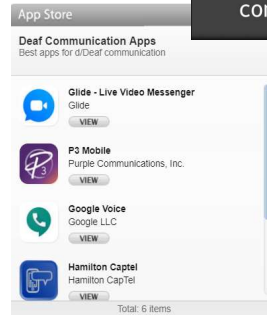 App Store
CO
Deaf Communication Apps
Best apps for d/Deaf communication
Glide - Live Video Messenger
Glide
VIEW
P3 Mobile
Purple Communications, Inc.
VIEW
Google Voice
Google LLC
VIEW
Hamilton Captel
Hamilton CapTel
VIEW
Total: 6 items